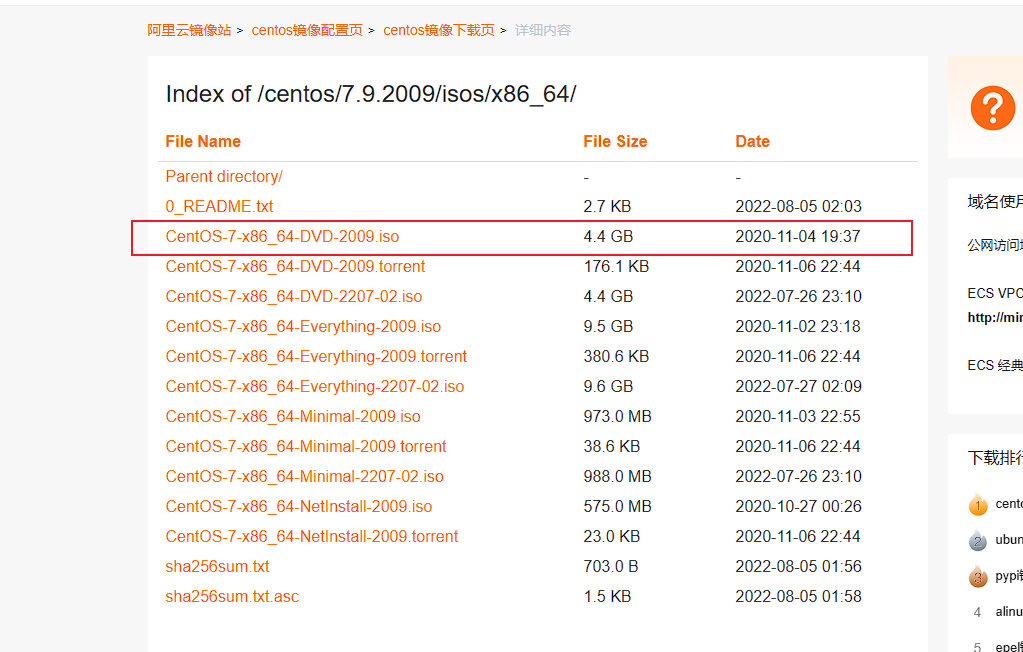 阿里云镜像站 > centos镜像配置页 > centos镜像下载页 > 详细内容
Index of /centos/7.9.2009/isos/x86_64/
File Name File Size Date
Parent directory/ - -
0_README.txt 2.7 KB 2022-08-05 02:03
CentOS-7-x86_64-DVD-2009.iso 4.4 GB 2020-11-04 19:37
CentOS-7-x86_64-DVD-2009.torrent 176.1 KB 2020-11-06 22:44
CentOS-7-x86_64-DVD-2207-02.iso 4.4 GB 2022-07-26 23:10
CentOS-7-x86_64-Everything-2009.iso 9.5 GB 2020-11-02 23:18
CentOS-7-x86_64-Everything-2009.torrent 380.6 KB 2020-11-06 22:44
CentOS-7-x86_64-Everything-2207-02.iso 9.6 GB 2022-07-27 02:09
CentOS-7-x86_64-Minimal-2009.iso 973.0 MB 2020-11-03 22:55
CentOS-7-x86_64-Minimal-2009.torrent 38.6 KB 2020-11-06 22:44
CentOS-7-x86_64-Minimal-2207-02.iso 988.0 MB 2022-07-26 23:10
CentOS-7-x86_64-NetInstall-2009.iso 575.0 MB 2020-10-27 00:26
CentOS-7-x86_64-NetInstall-2009.torrent 23.0 KB 2020-11-06 22:44
sha256sum.txt 703.0 B 2022-08-05 01:56
sha256sum.txt.asc 1.5 KB 2022-08-05 01:58
?
域名使用
公网访问
ECS VPC
http://mir
ECS 经典
下载排行
1 cento
2 ubun
3 pypi
4 alinu
5 epel